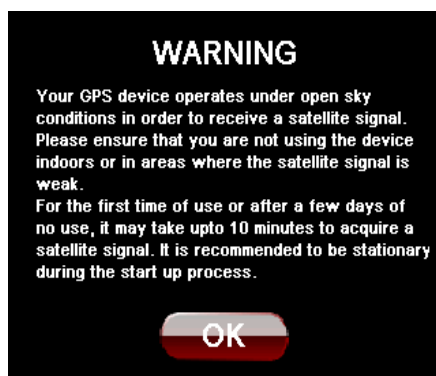 WARNING
Your GPS device operates under open sky
conditions in order to receive a satellite signal.
Please ensure that you are not using the device
indoors or in areas where the satellite signal is
weak.
For the first time of use or after a few days of
no use, it may take upto 10 minutes to acquire a
satellite signal. It is recommended to be stationary
during the start up process.
OK